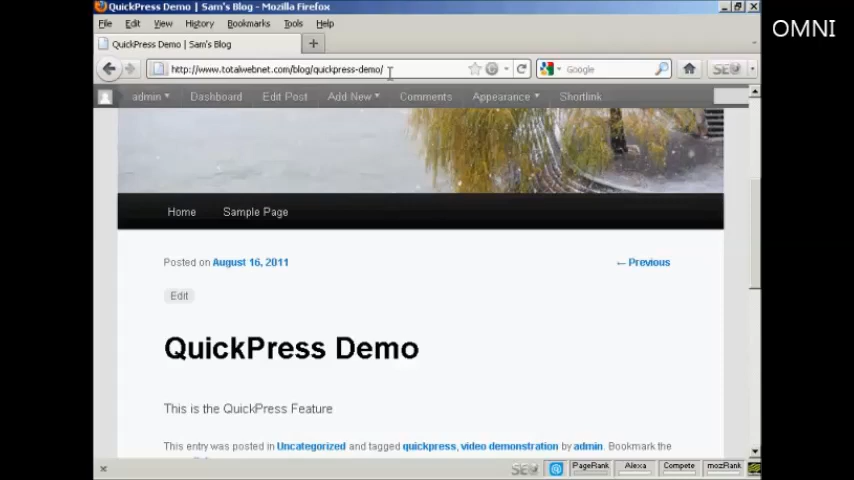 QuickPress Demo | Sam's Blog - Mozilla Firefox
OMNI
File Edit View History Bookmarks Tools Help
QuickPress Demo | Sam's Blog
http://www.totalwebnet.com/blog/quickpress-demo/ Google SEO
admin Dashboard Edit Post Add New Comments Appearance Shortlink
Home Sample Page
Posted on August 16, 2011 ← Previous
Edit
QuickPress Demo
This is the QuickPress Feature
This entry was posted in Uncategorized and tagged quickpress, video demonstration by admin. Bookmark the
SEO PageRank Alexa Compete mozRank